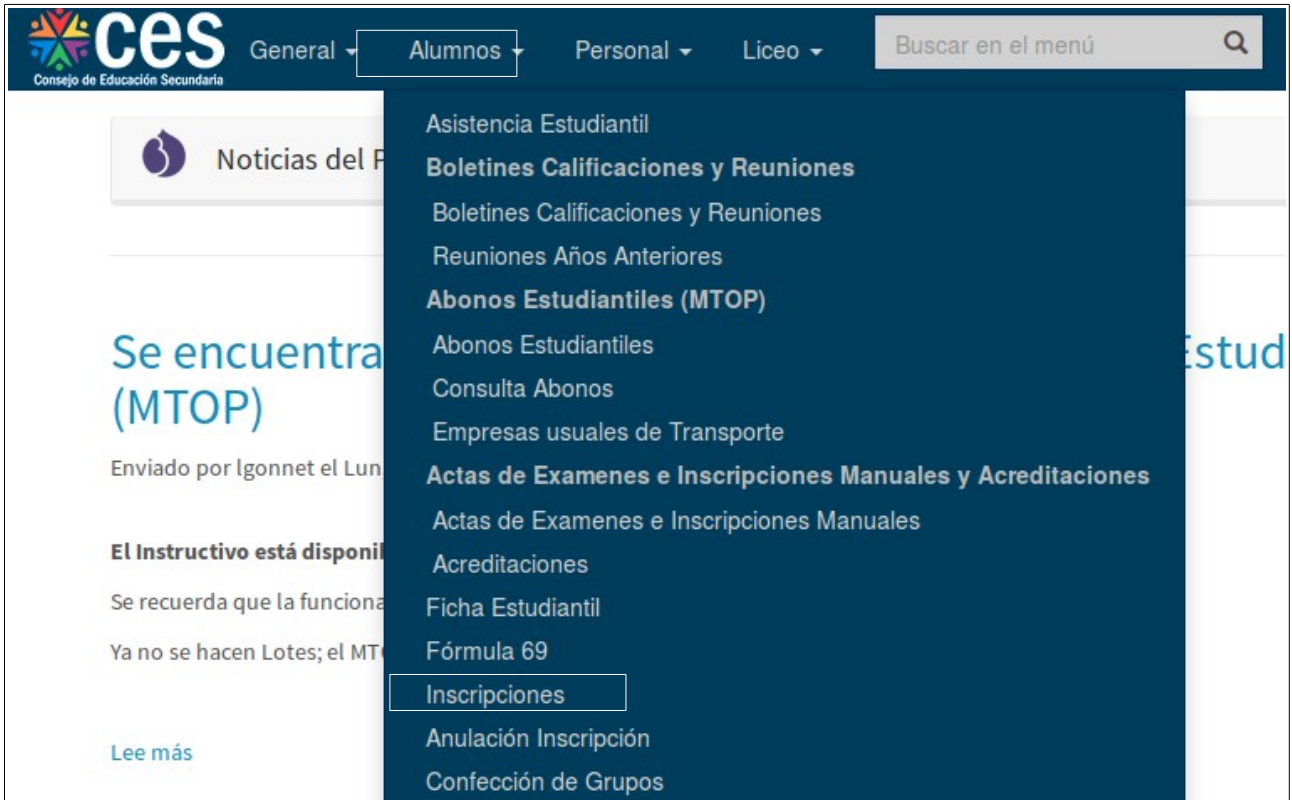 ces
Consejo de Educación Secundaria
General Alumnos Personal Liceo Buscar en el menú
Noticias del P
Asistencia Estudiantil
Boletines Calificaciones y Reuniones
Boletines Calificaciones y Reuniones
Reuniones Años Anteriores
Abonos Estudiantiles (MTOP)
Abonos Estudiantiles
Consulta Abonos
Empresas usuales de Transporte
Actas de Examenes e Inscripciones Manuales y Acreditaciones
Actas de Examenes e Inscripciones Manuales
Acreditaciones
Ficha Estudiantil
Fórmula 69
Inscripciones
Anulación Inscripción
Confección de Grupos
Se encuentra Estud
(MTOP)
Enviado por lgonnet el Lun
El Instructivo está disponi
Se recuerda que la funciona
Ya no se hacen Lotes; el MT
Lee más